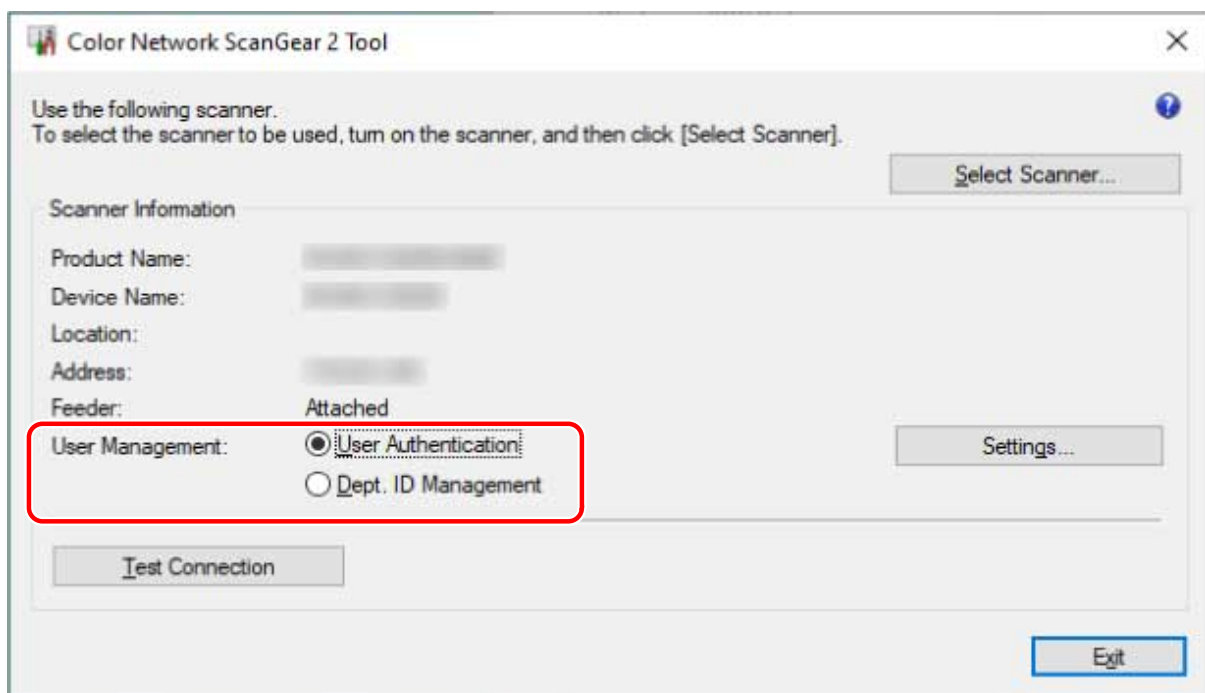 Color Network ScanGear 2 Tool
Use the following scanner.
To select the scanner to be used, turn on the scanner, and then click [Select Scanner].
Select Scanner...
Scanner Information
Product Name:
Device Name:
Location:
Address:
Feeder: Attached
User Management: User Authentication
Settings...
Dept. ID Management
Test Connection
Exit